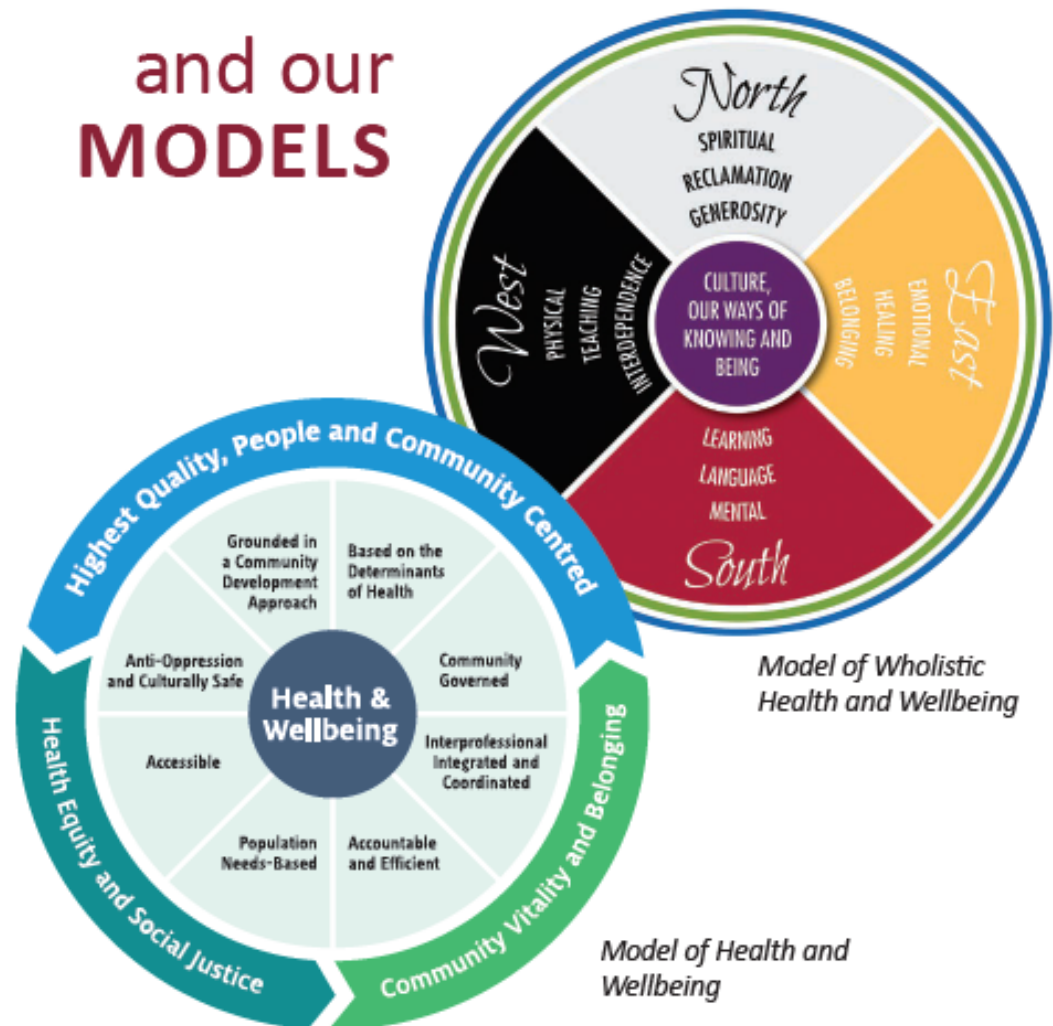 and our
MODELS
North
SPIRITUAL
RECLAMATION
GENEROSITY
West
PHYSICAL
TEACHING
INTERDEPENDENCE
CULTURE,
OUR WAYS OF
KNOWING AND
BEING
East
EMOTIONAL
HEALING
BELONGING
LEARNING
LANGUAGE
MENTAL
South
Model of Wholistic
Health and Wellbeing
Highest Quality, People and Community Centred
Grounded in
a Community
Development
Approach
Based on the
Determinants
of Health
Anti-Oppression
and Culturally Safe
Community
Governed
Health &
Wellbeing
Accessible
Interprofessional
Integrated and
Coordinated
Population
Needs-Based
Accountable
and Efficient
Health Equity and Social Justice
Community Vitality and Belonging
Model of Health and
Wellbeing